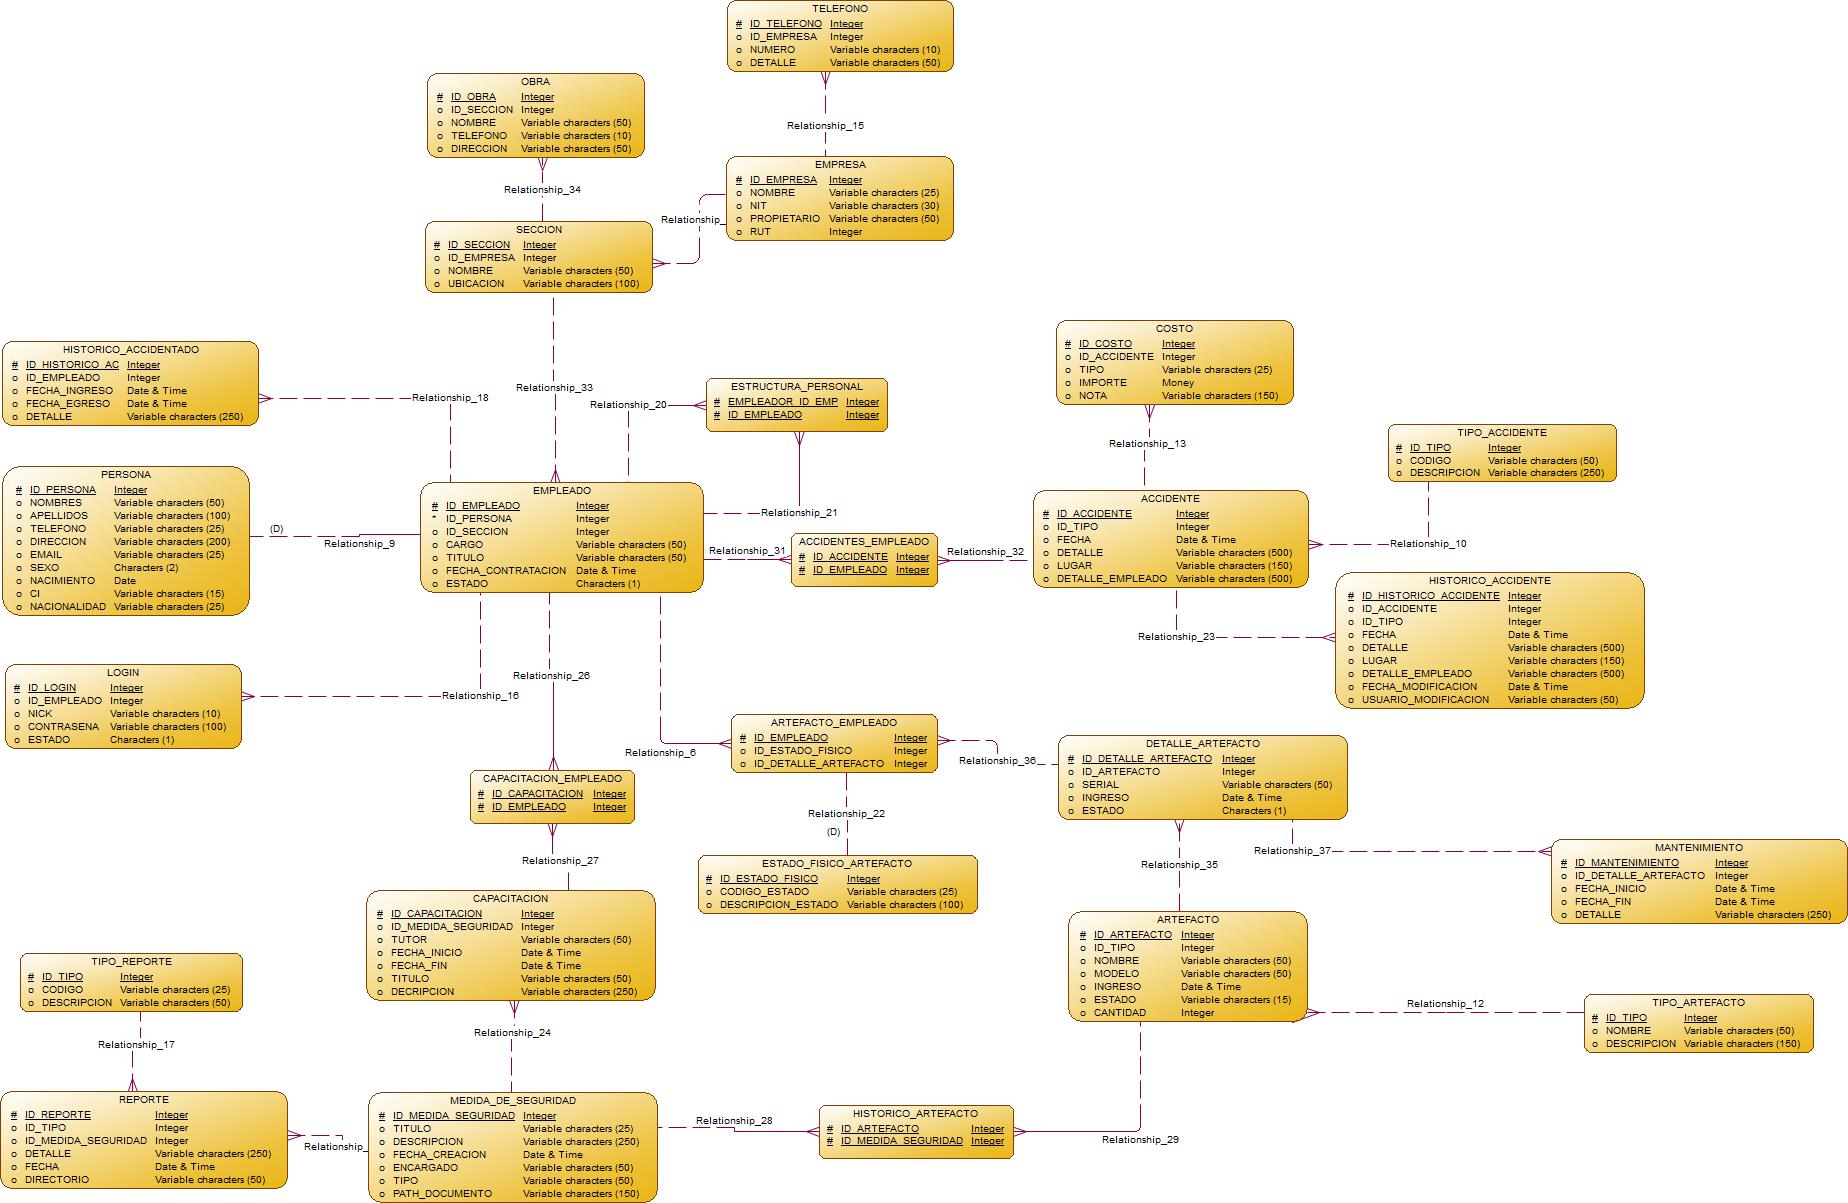 TELEFONO
# ID_TELEFONO Integer
o ID_EMPRESA Integer
o NUMERO Variable characters (10)
o DETALLE Variable characters (50)
Relationship_15
OBRA
# ID_OBRA Integer
o ID_SECCION Integer
o NOMBRE Variable characters (50)
o TELEFONO Variable characters (10)
o DIRECCION Variable characters (50)
Relationship_34
EMPRESA
# ID_EMPRESA Integer
o NOMBRE Variable characters (25)
o NIT Variable characters (30)
o PROPIETARIO Variable characters (50)
o RUT Integer
Relationship_
SECCION
# ID_SECCION Integer
o ID_EMPRESA Integer
o NOMBRE Variable characters (50)
o UBICACION Variable characters (100)
Relationship_33
HISTORICO_ACCIDENTADO
# ID_HISTORICO_AC Integer
o ID_EMPLEADO Integer
o FECHA_INGRESO Date & Time
o FECHA_EGRESO Date & Time
o DETALLE Variable characters (250)
Relationship_18
Relationship_20
ESTRUCTURA_PERSONAL
# EMPLEADOR_ID_EMP Integer
# ID_EMPLEADO Integer
Relationship_21
COSTO
# ID_COSTO Integer
o ID_ACCIDENTE Integer
o TIPO Variable characters (25)
o IMPORTE Money
o NOTA Variable characters (150)
Relationship_13
TIPO_ACCIDENTE
# ID_TIPO Integer
o CODIGO Variable characters (50)
o DESCRIPCION Variable characters (250)
Relationship_10
PERSONA
# ID_PERSONA Integer
o NOMBRES Variable characters (50)
o APELLIDOS Variable characters (100)
o TELEFONO Variable characters (25)
o DIRECCION Variable characters (200)
o EMAIL Variable characters (25)
o SEXO Characters (2)
o NACIMIENTO Date
o CI Variable characters (15)
o NACIONALIDAD Variable characters (25)
(D)
Relationship_9
EMPLEADO
# ID_EMPLEADO Integer
* ID_PERSONA Integer
o ID_SECCION Integer
o CARGO Variable characters (50)
o TITULO Variable characters (50)
o FECHA_CONTRATACION Date & Time
o ESTADO Characters (1)
Relationship_31
ACCIDENTES_EMPLEADO
# ID_ACCIDENTE Integer
# ID_EMPLEADO Integer
Relationship_32
ACCIDENTE
# ID_ACCIDENTE Integer
o ID_TIPO Integer
o FECHA Date & Time
o DETALLE Variable characters (500)
o LUGAR Variable characters (150)
o DETALLE_EMPLEADO Variable characters (500)
Relationship_23
HISTORICO_ACCIDENTE
# ID_HISTORICO_ACCIDENTE Integer
o ID_ACCIDENTE Integer
o ID_TIPO Integer
o FECHA Date & Time
o DETALLE Variable characters (500)
o LUGAR Variable characters (150)
o DETALLE_EMPLEADO Variable characters (500)
o FECHA_MODIFICACION Date & Time
o USUARIO_MODIFICACION Variable characters (50)
LOGIN
# ID_LOGIN Integer
o ID_EMPLEADO Integer
o NICK Variable characters (10)
o CONTRASENA Variable characters (100)
o ESTADO Characters (1)
Relationship_16
Relationship_26
Relationship_6
ARTEFACTO_EMPLEADO
# ID_EMPLEADO Integer
o ID_ESTADO_FISICO Integer
o ID_DETALLE_ARTEFACTO Integer
Relationship_36
DETALLE_ARTEFACTO
# ID_DETALLE_ARTEFACTO Integer
o ID_ARTEFACTO Integer
o SERIAL Variable characters (50)
o INGRESO Date & Time
o ESTADO Characters (1)
CAPACITACION_EMPLEADO
# ID_CAPACITACION Integer
# ID_EMPLEADO Integer
Relationship_27
Relationship_22
(D)
ESTADO_FISICO_ARTEFACTO
# ID_ESTADO_FISICO Integer
o CODIGO_ESTADO Variable characters (25)
o DESCRIPCION_ESTADO Variable characters (100)
Relationship_35
Relationship_37
MANTENIMIENTO
# ID_MANTENIMIENTO Integer
o ID_DETALLE_ARTEFACTO Integer
o FECHA_INICIO Date & Time
o FECHA_FIN Date & Time
o DETALLE Variable characters (250)
CAPACITACION
# ID_CAPACITACION Integer
o ID_MEDIDA_SEGURIDAD Integer
o TUTOR Variable characters (50)
o FECHA_INICIO Date & Time
o FECHA_FIN Date & Time
o TITULO Variable characters (50)
o DECRIPCION Variable characters (250)
Relationship_24
ARTEFACTO
# ID_ARTEFACTO Integer
o ID_TIPO Integer
o NOMBRE Variable characters (50)
o MODELO Variable characters (50)
o INGRESO Date & Time
o ESTADO Variable characters (15)
o CANTIDAD Integer
Relationship_12
TIPO_ARTEFACTO
# ID_TIPO Integer
o NOMBRE Variable characters (50)
o DESCRIPCION Variable characters (150)
TIPO_REPORTE
# ID_TIPO Integer
o CODIGO Variable characters (25)
o DESCRIPCION Variable characters (50)
Relationship_17
REPORTE
# ID_REPORTE Integer
o ID_TIPO Integer
o ID_MEDIDA_SEGURIDAD Integer
o DETALLE Variable characters (250)
o FECHA Date & Time
o DIRECTORIO Variable characters (50)
Relationship_
MEDIDA_DE_SEGURIDAD
# ID_MEDIDA_SEGURIDAD Integer
o TITULO Variable characters (25)
o DESCRIPCION Variable characters (250)
o FECHA_CREACION Date & Time
o ENCARGADO Variable characters (50)
o TIPO Variable characters (50)
o PATH_DOCUMENTO Variable characters (150)
Relationship_28
HISTORICO_ARTEFACTO
# ID_ARTEFACTO Integer
# ID_MEDIDA_SEGURIDAD Integer
Relationship_29